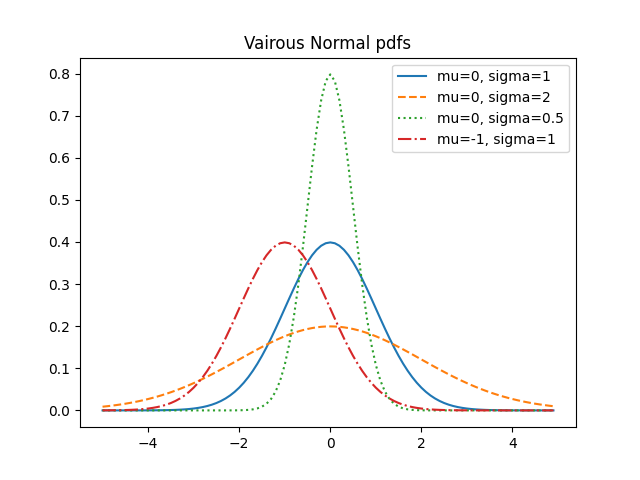 Vairous Normal pdfs
mu=0, sigma=1
mu=0, sigma=2
mu=0, sigma=0.5
mu=-1, sigma=1
0.8
0.7
0.6
0.5
0.4
0.3
0.2
0.1
0.0
−4 −2 0 2 4